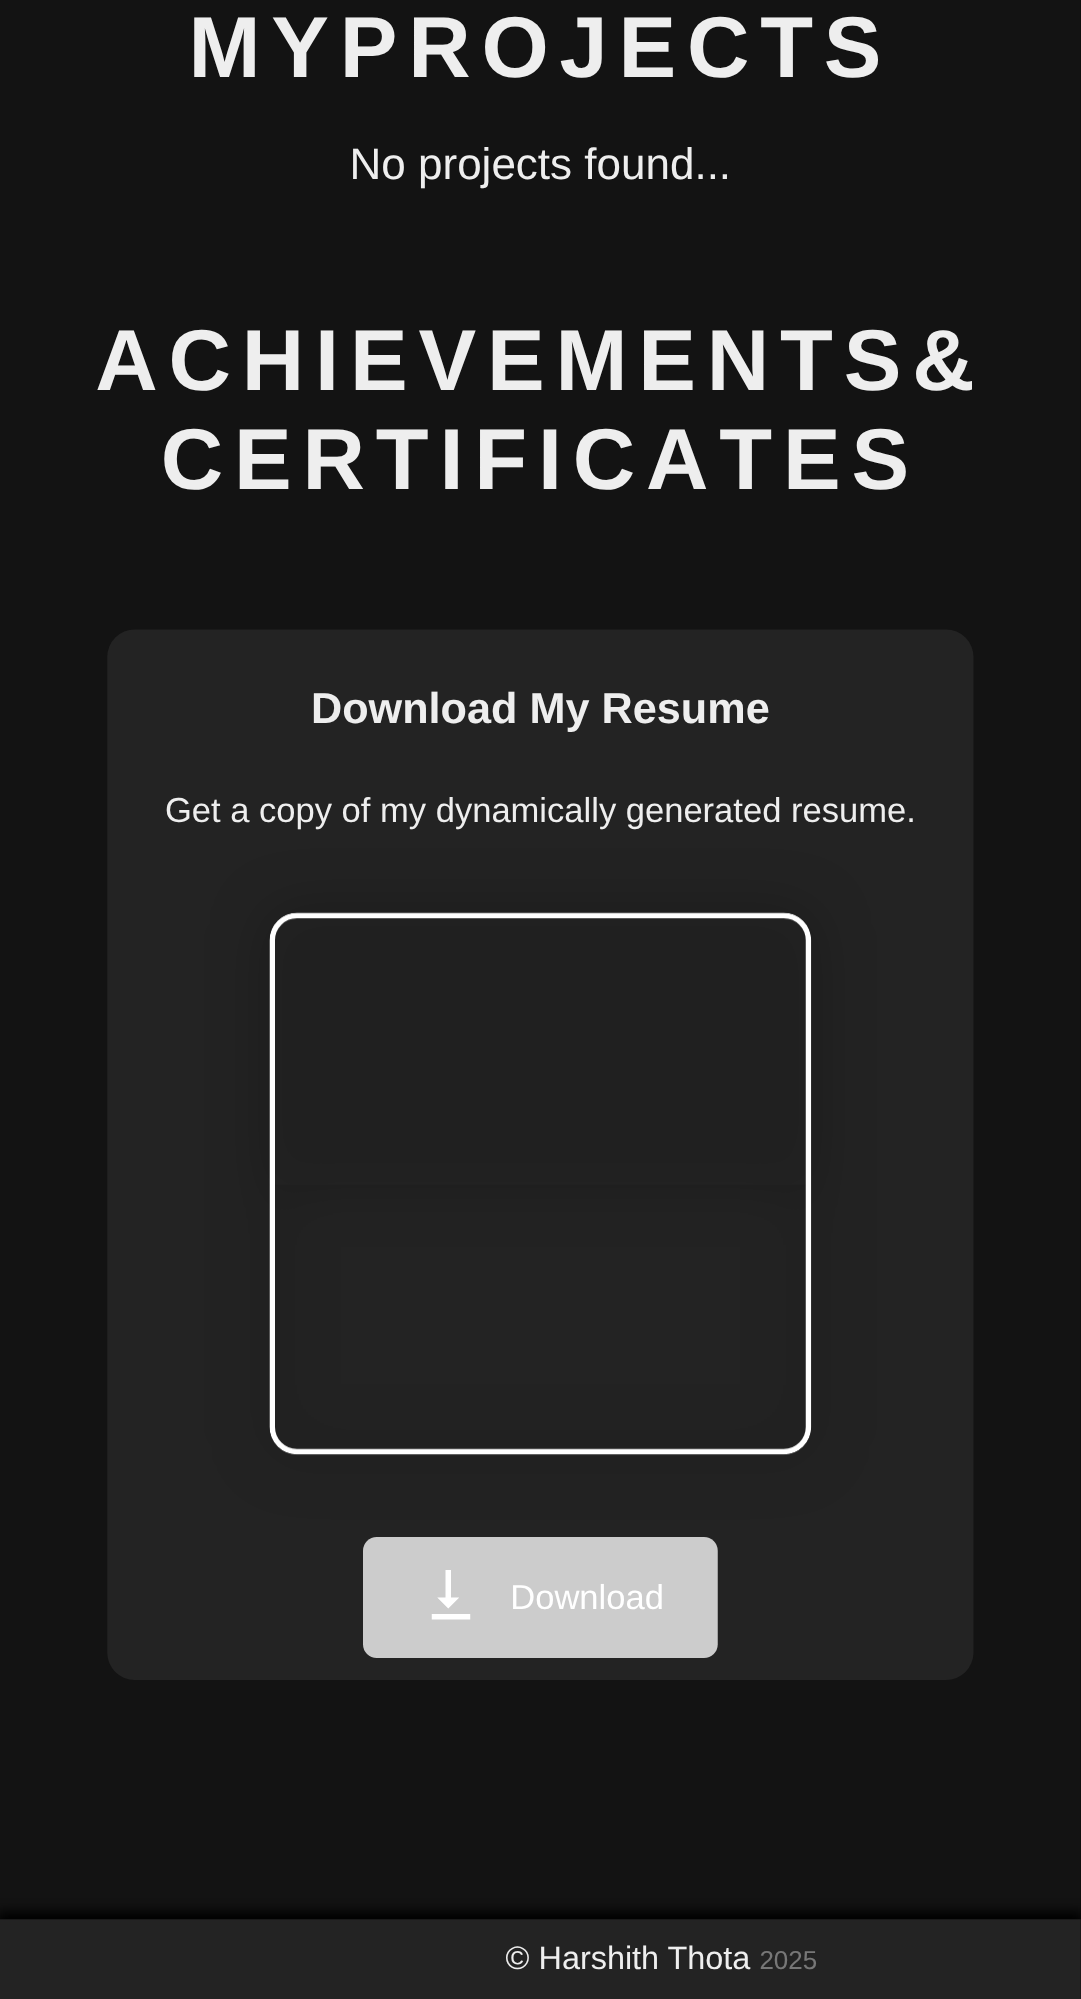 MYPROJECTS
No projects found...
ACHIEVEMENTS&
CERTIFICATES
Download My Resume
Get a copy of my dynamically generated resume.
Download
© Harshith Thota 2025